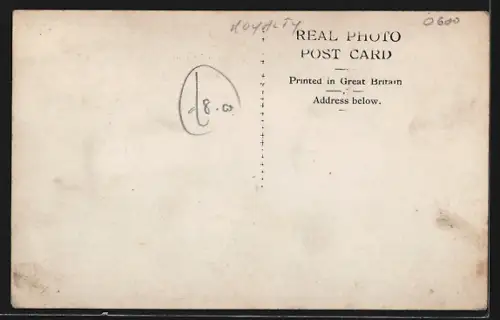 ROYALTY
0600
REAL PHOTO
POST CARD
Printed in Great Britain
Address below.
8.00